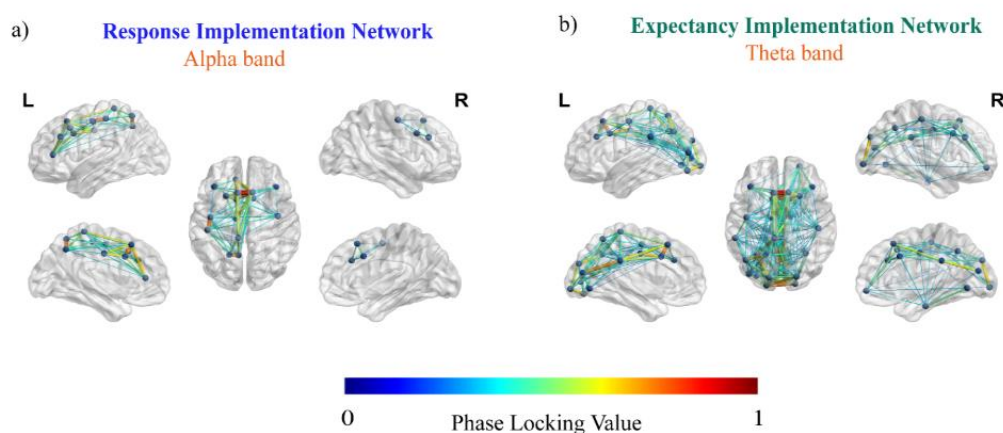 a)
Response Implementation Network
Alpha band
L
R
b)
Expectancy Implementation Network
Theta band
L
R
0
Phase Locking Value
1